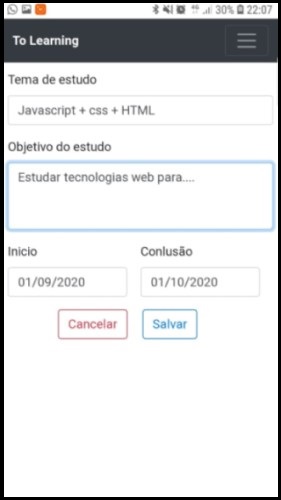 30% 22:07
To Learning
Tema de estudo
Javascript + css + HTML
Objetivo do estudo
Estudar tecnologias web para....
Inicio Conlusão
01/09/2020 01/10/2020
Cancelar Salvar